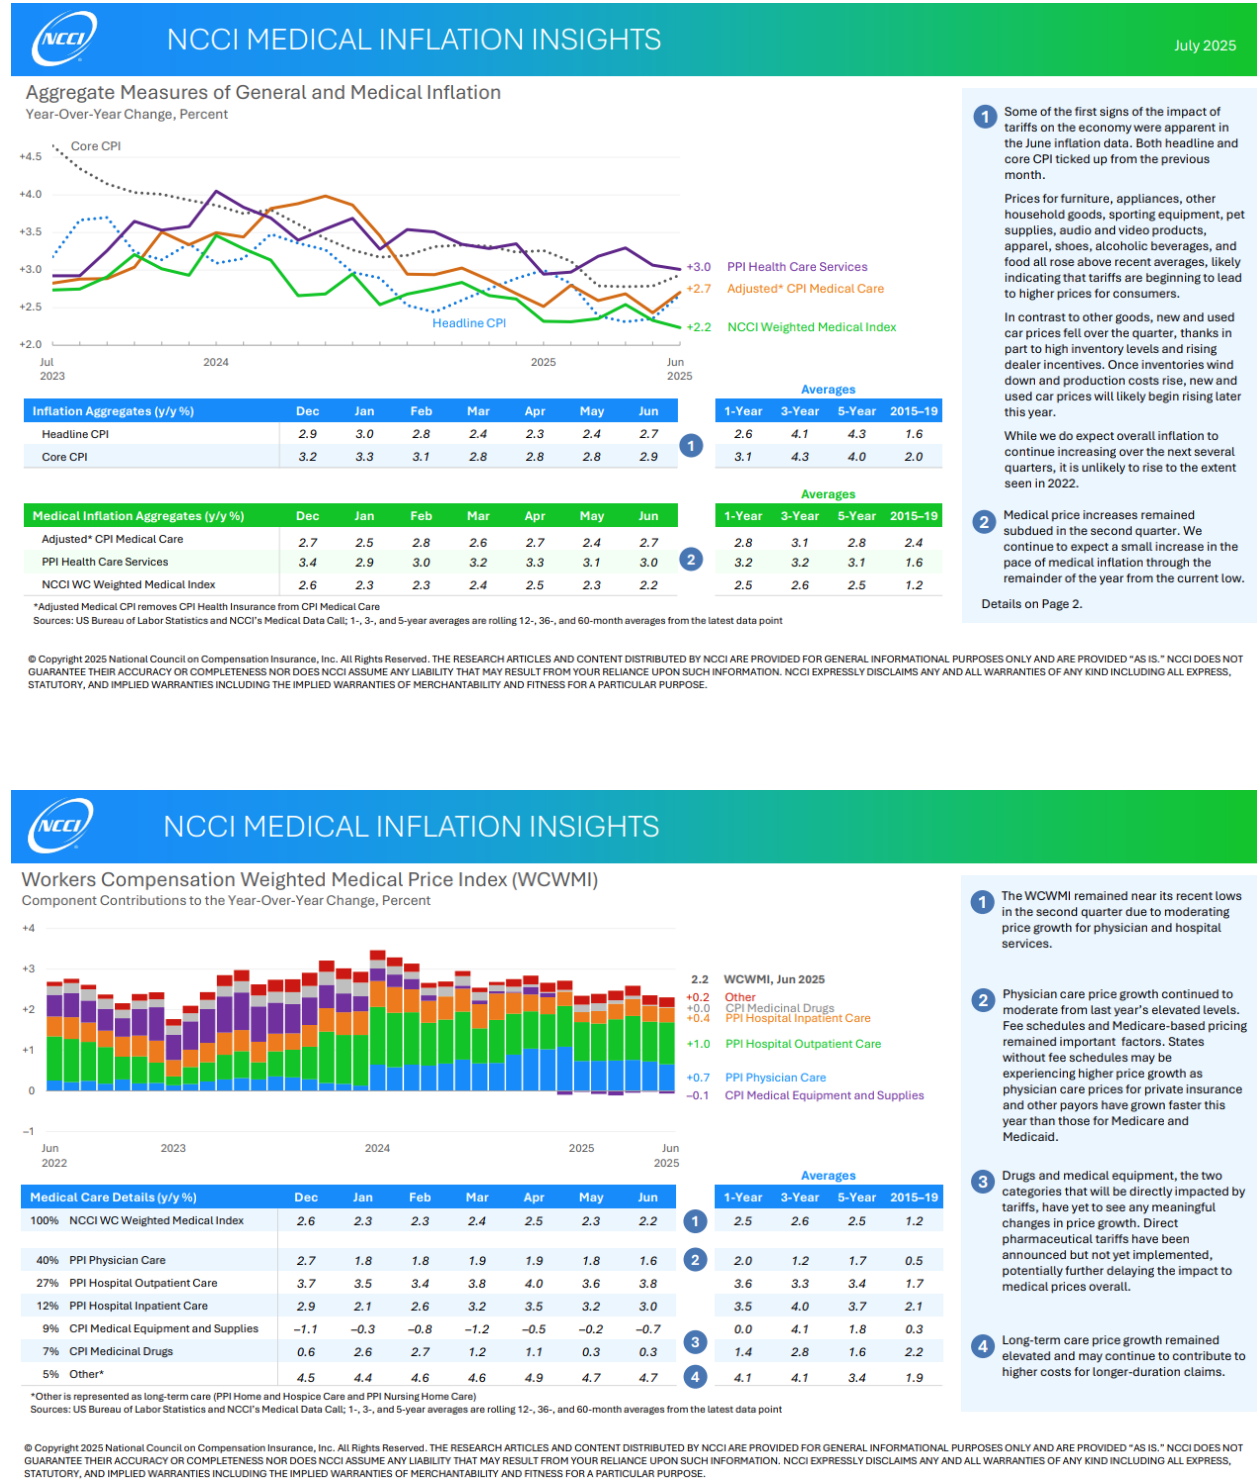 NCCI
NCCI MEDICAL INFLATION INSIGHTS
July 2025
Aggregate Measures of General and Medical Inflation
Year-Over-Year Change, Percent
Core CPI
+4.5
+4.0
+3.5
+3.0
+2.5
+2.0
Headline CPI
+3.0 PPI Health Care Services
+2.7 Adjusted* CPI Medical Care
+2.2 NCCI Weighted Medical Index
Jul 2024 2025 Jun
2023 2025
Averages
Inflation Aggregates (y/y %) Dec Jan Feb Mar Apr May Jun 1-Year 3-Year 5-Year 2015–19
Headline CPI 2.9 3.0 2.8 2.4 2.3 2.4 2.7 2.6 4.1 4.3 1.6
1
Core CPI 3.2 3.3 3.1 2.8 2.8 2.8 2.9 3.1 4.3 4.0 2.0
Averages
Medical Inflation Aggregates (y/y %) Dec Jan Feb Mar Apr May Jun 1-Year 3-Year 5-Year 2015–19
Adjusted* CPI Medical Care 2.7 2.5 2.8 2.6 2.7 2.4 2.7 2.8 3.1 2.8 2.4
PPI Health Care Services 3.4 2.9 3.0 3.2 3.3 3.1 3.0 2 3.2 3.2 3.1 1.6
NCCI WC Weighted Medical Index 2.6 2.3 2.3 2.4 2.5 2.3 2.2 2.5 2.6 2.5 1.2
*Adjusted Medical CPI removes CPI Health Insurance from CPI Medical Care
Sources: US Bureau of Labor Statistics and NCCI's Medical Data Call; 1-, 3-, and 5-year averages are rolling 12-, 36-, and 60-month averages from the latest data point
1 Some of the first signs of the impact of
tariffs on the economy were apparent in
the June inflation data. Both headline and
core CPI ticked up from the previous
month.
Prices for furniture, appliances, other
household goods, sporting equipment, pet
supplies, audio and video products,
apparel, shoes, alcoholic beverages, and
food all rose above recent averages, likely
indicating that tariffs are beginning to lead
to higher prices for consumers.
In contrast to other goods, new and used
car prices fell over the quarter, thanks in
part to high inventory levels and rising
dealer incentives. Once inventories wind
down and production costs rise, new and
used car prices will likely begin rising later
this year.
While we do expect overall inflation to
continue increasing over the next several
quarters, it is unlikely to rise to the extent
seen in 2022.
2 Medical price increases remained
subdued in the second quarter. We
continue to expect a small increase in the
pace of medical inflation through the
remainder of the year from the current low.
Details on Page 2.
© Copyright 2025 National Council on Compensation Insurance, Inc. All Rights Reserved. THE RESEARCH ARTICLES AND CONTENT DISTRIBUTED BY NCCI ARE PROVIDED FOR GENERAL INFORMATIONAL PURPOSES ONLY AND ARE PROVIDED "AS IS." NCCI DOES NOT
GUARANTEE THEIR ACCURACY OR COMPLETENESS NOR DOES NCCI ASSUME ANY LIABILITY THAT MAY RESULT FROM YOUR RELIANCE UPON SUCH INFORMATION. NCCI EXPRESSLY DISCLAIMS ANY AND ALL WARRANTIES OF ANY KIND INCLUDING ALL EXPRESS,
STATUTORY, AND IMPLIED WARRANTIES INCLUDING THE IMPLIED WARRANTIES OF MERCHANTABILITY AND FITNESS FOR A PARTICULAR PURPOSE.
NCCI
NCCI MEDICAL INFLATION INSIGHTS
Workers Compensation Weighted Medical Price Index (WCWMI)
Component Contributions to the Year-Over-Year Change, Percent
+4
+3
+2
+1
0
−1
2.2 WCWMI, Jun 2025
+0.2 Other
+0.0 CPI Medicinal Drugs
+0.4 PPI Hospital Inpatient Care
+1.0 PPI Hospital Outpatient Care
+0.7 PPI Physician Care
−0.1 CPI Medical Equipment and Supplies
Jun 2023 2024 2025 Jun
2022 2025
Averages
Medical Care Details (y/y %) Dec Jan Feb Mar Apr May Jun 1-Year 3-Year 5-Year 2015–19
100% NCCI WC Weighted Medical Index 2.6 2.3 2.3 2.4 2.5 2.3 2.2 1 2.5 2.6 2.5 1.2
40% PPI Physician Care 2.7 1.8 1.8 1.9 1.9 1.8 1.6 2 2.0 1.2 1.7 0.5
27% PPI Hospital Outpatient Care 3.7 3.5 3.4 3.8 4.0 3.6 3.8 3.6 3.3 3.4 1.7
12% PPI Hospital Inpatient Care 2.9 2.1 2.6 3.2 3.5 3.2 3.0 3.5 4.0 3.7 2.1
9% CPI Medical Equipment and Supplies −1.1 −0.3 −0.8 −1.2 −0.5 −0.2 −0.7 0.0 4.1 1.8 0.3
3
7% CPI Medicinal Drugs 0.6 2.6 2.7 1.2 1.1 0.3 0.3 1.4 2.8 1.6 2.2
5% Other* 4.5 4.4 4.6 4.6 4.9 4.7 4.7 4 4.1 4.1 3.4 1.9
*Other is represented as long-term care (PPI Home and Hospice Care and PPI Nursing Home Care)
Sources: US Bureau of Labor Statistics and NCCI's Medical Data Call; 1-, 3-, and 5-year averages are rolling 12-, 36-, and 60-month averages from the latest data point
1 The WCWMI remained near its recent lows
in the second quarter due to moderating
price growth for physician and hospital
services.
2 Physician care price growth continued to
moderate from last year's elevated levels.
Fee schedules and Medicare-based pricing
remained important factors. States
without fee schedules may be
experiencing higher price growth as
physician care prices for private insurance
and other payors have grown faster this
year than those for Medicare and
Medicaid.
3 Drugs and medical equipment, the two
categories that will be directly impacted by
tariffs, have yet to see any meaningful
changes in price growth. Direct
pharmaceutical tariffs have been
announced but not yet implemented,
potentially further delaying the impact to
medical prices overall.
4 Long-term care price growth remained
elevated and may continue to contribute to
higher costs for longer-duration claims.
© Copyright 2025 National Council on Compensation Insurance, Inc. All Rights Reserved. THE RESEARCH ARTICLES AND CONTENT DISTRIBUTED BY NCCI ARE PROVIDED FOR GENERAL INFORMATIONAL PURPOSES ONLY AND ARE PROVIDED "AS IS." NCCI DOES NOT
GUARANTEE THEIR ACCURACY OR COMPLETENESS NOR DOES NCCI ASSUME ANY LIABILITY THAT MAY RESULT FROM YOUR RELIANCE UPON SUCH INFORMATION. NCCI EXPRESSLY DISCLAIMS ANY AND ALL WARRANTIES OF ANY KIND INCLUDING ALL EXPRESS,
STATUTORY, AND IMPLIED WARRANTIES INCLUDING THE IMPLIED WARRANTIES OF MERCHANTABILITY AND FITNESS FOR A PARTICULAR PURPOSE.